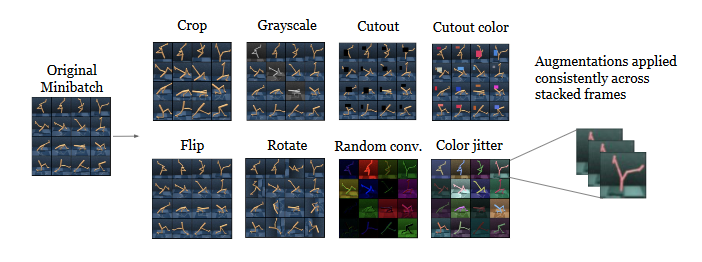 Original
Minibatch
Crop
Grayscale
Cutout
Cutout color
Flip
Rotate
Random conv.
Color jitter
Augmentations applied
consistently across
stacked frames